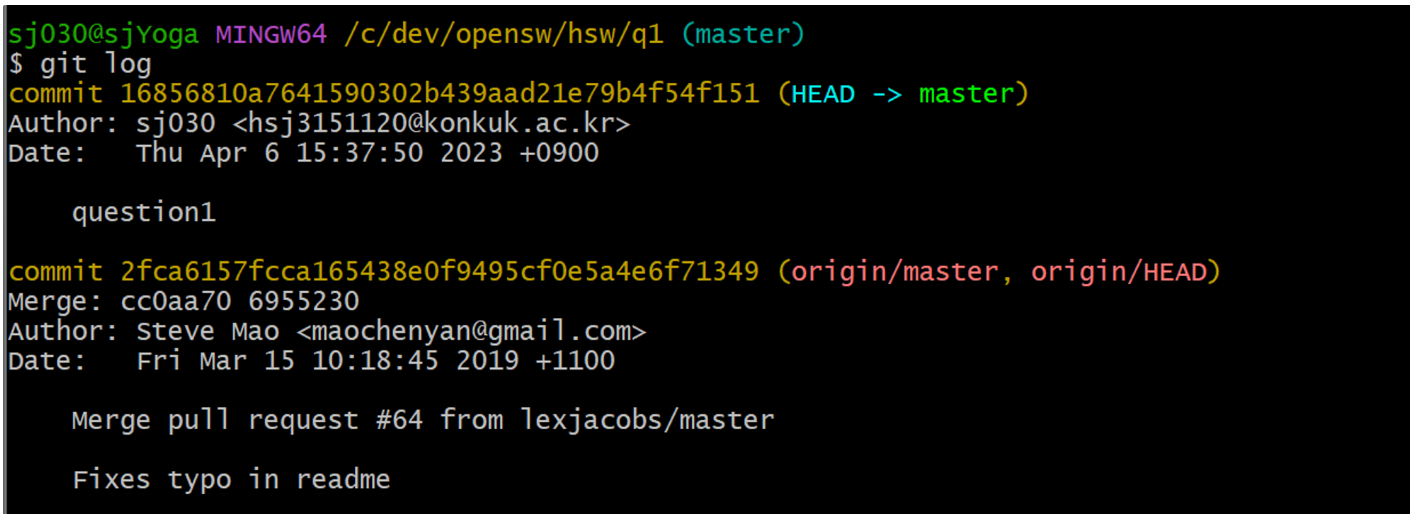 sj030@sjYoga MINGW64 /c/dev/opensw/hsw/q1 (master)
$ git log
commit 16856810a7641590302b439aad21e79b4f54f151 (HEAD -> master)
Author: sj030 <hsj3151120@konkuk.ac.kr>
Date:   Thu Apr 6 15:37:50 2023 +0900
question1
commit 2fca6157fcca165438e0f9495cf0e5a4e6f71349 (origin/master, origin/HEAD)
Merge: cc0aa70 6955230
Author: Steve Mao <maochenyan@gmail.com>
Date:   Fri Mar 15 10:18:45 2019 +1100
Merge pull request #64 from lexjacobs/master
Fixes typo in readme